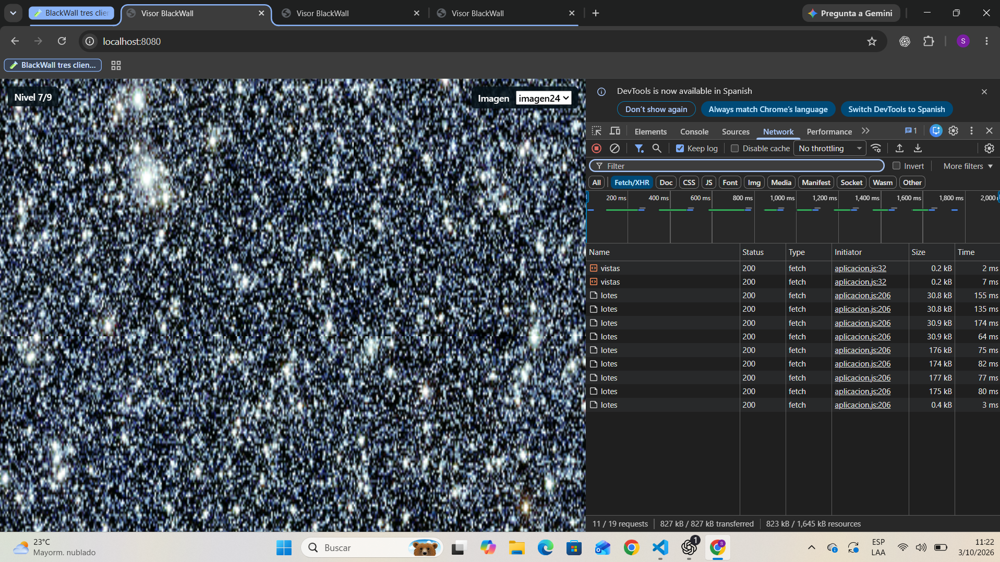 BlackWall tres clien
Visor BlackWall
Visor BlackWall
Visor BlackWall
Pregunta a Gemini
localhost:8080
S
BlackWall tres clien...
Nivel 7/9
Imagen imagen24
DevTools is now available in Spanish
Don't show again
Always match Chrome's language
Switch DevTools to Spanish
Elements Console Sources Network Performance 1
Keep log Disable cache No throttling
Filter Invert More filters
All Fetch/XHR Doc CSS JS Font Img Media Manifest Socket Wasm Other
200 ms 400 ms 600 ms 800 ms 1,000 ms 1,200 ms 1,400 ms 1,600 ms 1,800 ms 2,000
Name Status Type Initiator Size Time
vistas 200 fetch aplicacion.js:32 0.2 kB 2 ms
vistas 200 fetch aplicacion.js:32 0.2 kB 7 ms
lotes 200 fetch aplicacion.js:206 30.8 kB 155 ms
lotes 200 fetch aplicacion.js:206 30.8 kB 135 ms
lotes 200 fetch aplicacion.js:206 30.9 kB 174 ms
lotes 200 fetch aplicacion.js:206 30.9 kB 64 ms
lotes 200 fetch aplicacion.js:206 176 kB 75 ms
lotes 200 fetch aplicacion.js:206 174 kB 82 ms
lotes 200 fetch aplicacion.js:206 177 kB 77 ms
lotes 200 fetch aplicacion.js:206 175 kB 80 ms
lotes 200 fetch aplicacion.js:206 0.4 kB 3 ms
11 / 19 requests 827 kB / 827 kB transferred 823 kB / 1,645 kB resources
23°C
Mayorm. nublado
Buscar
1
ESP
LAA
11:22
3/10/2026